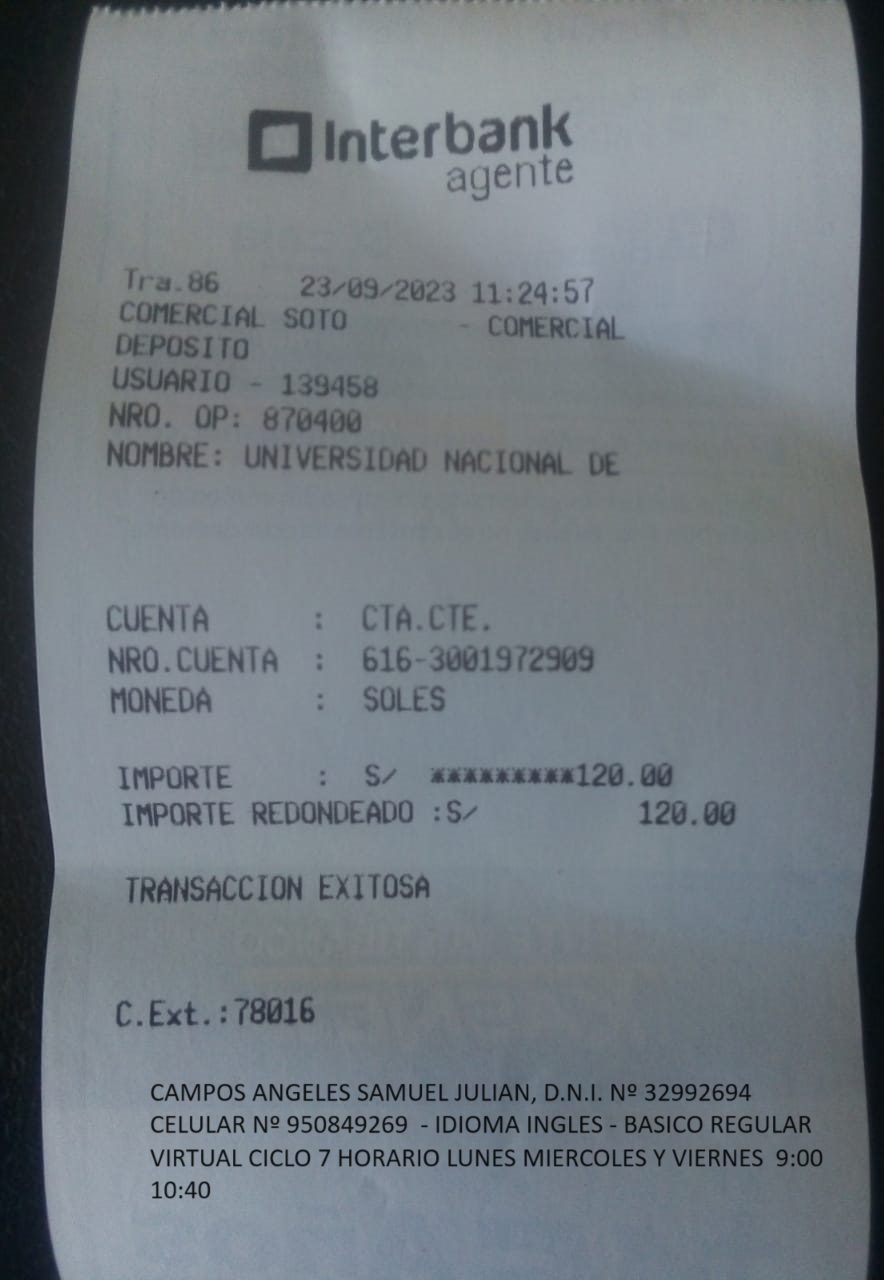 Interbank
agente
Tra.86 23/09/2023 11:24:57
COMERCIAL SOTO - COMERCIAL
DEPOSITO
USUARIO - 139458
NRO. OP: 870400
NOMBRE: UNIVERSIDAD NACIONAL DE
CUENTA : CTA.CTE.
NRO.CUENTA : 616-3001972909
MONEDA : SOLES
IMPORTE : S/ *********120.00
IMPORTE REDONDEADO :S/ 120.00
TRANSACCION EXITOSA
C.Ext.:78016
CAMPOS ANGELES SAMUEL JULIAN, D.N.I. Nº 32992694
CELULAR Nº 950849269 - IDIOMA INGLES - BASICO REGULAR
VIRTUAL CICLO 7 HORARIO LUNES MIERCOLES Y VIERNES 9:00
10:40